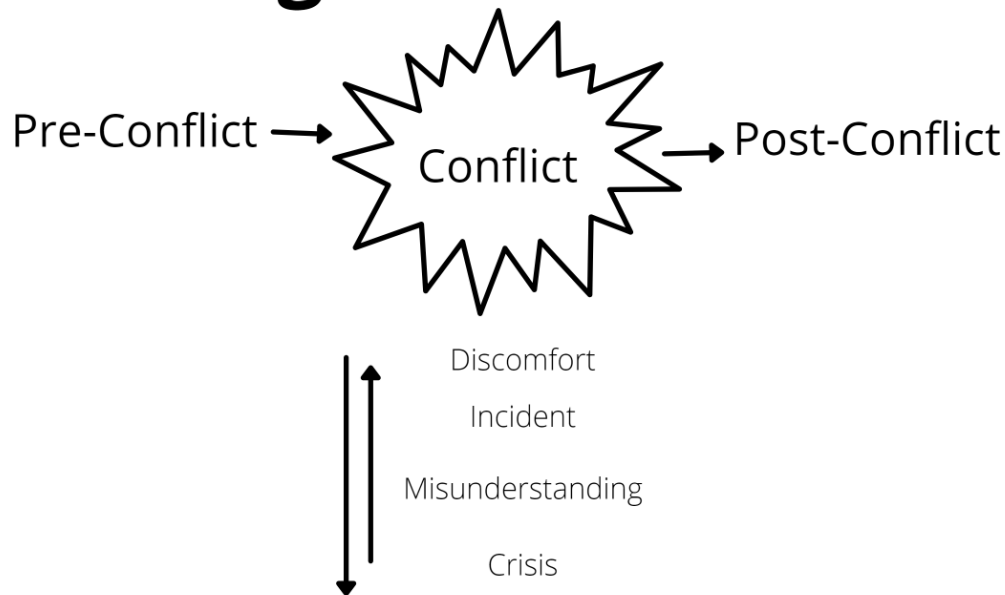 Pre-Conflict
Conflict
Post-Conflict
Discomfort
Incident
Misunderstanding
Crisis